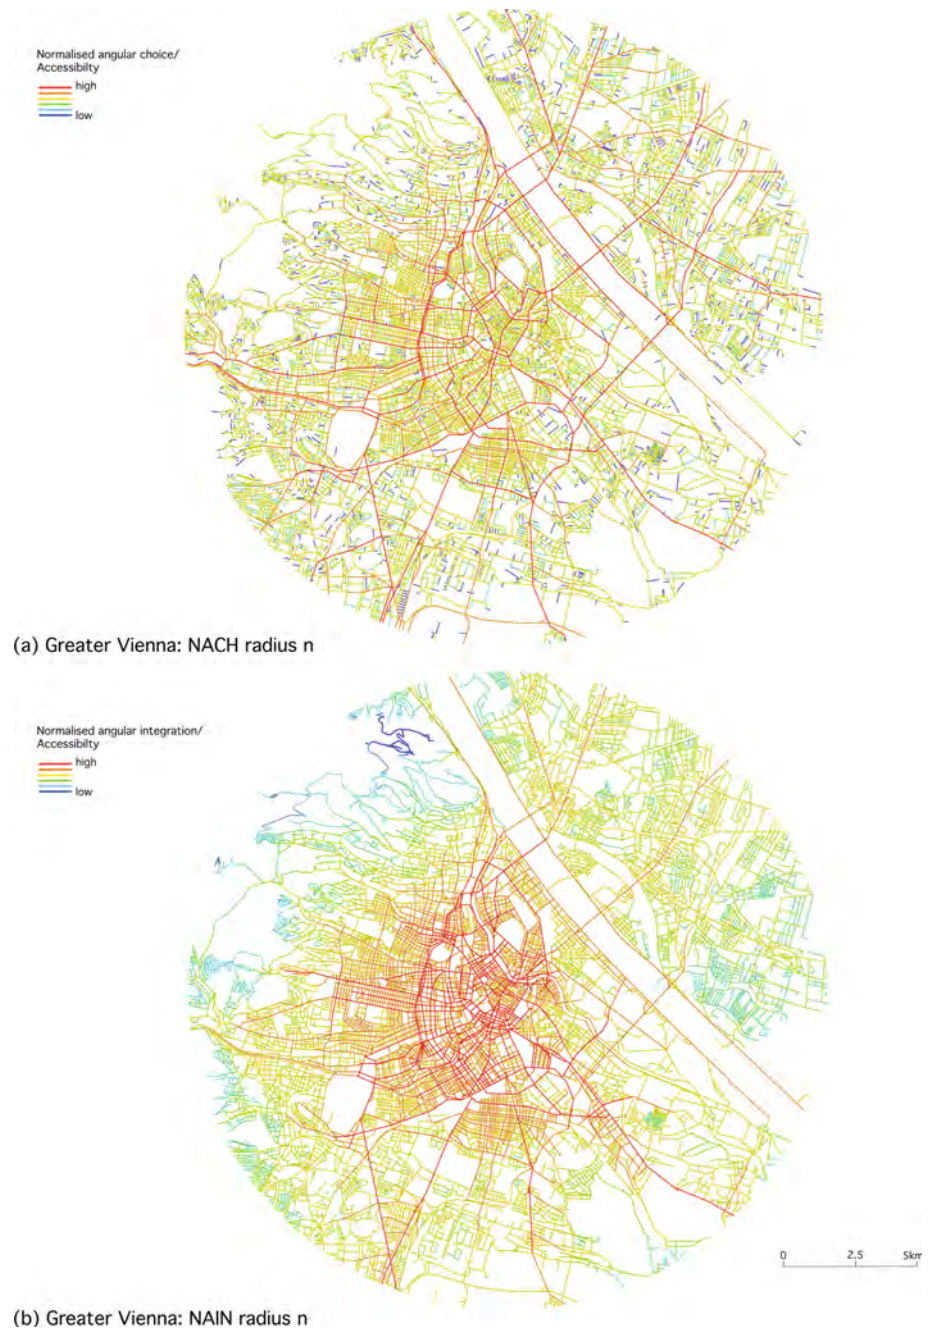 Normalised angular choice/
Accessibilty
high
low
(a) Greater Vienna: NACH radius n
Normalised angular integration/
Accessibilty
high
low
0 2.5 5km
(b) Greater Vienna: NAIN radius n